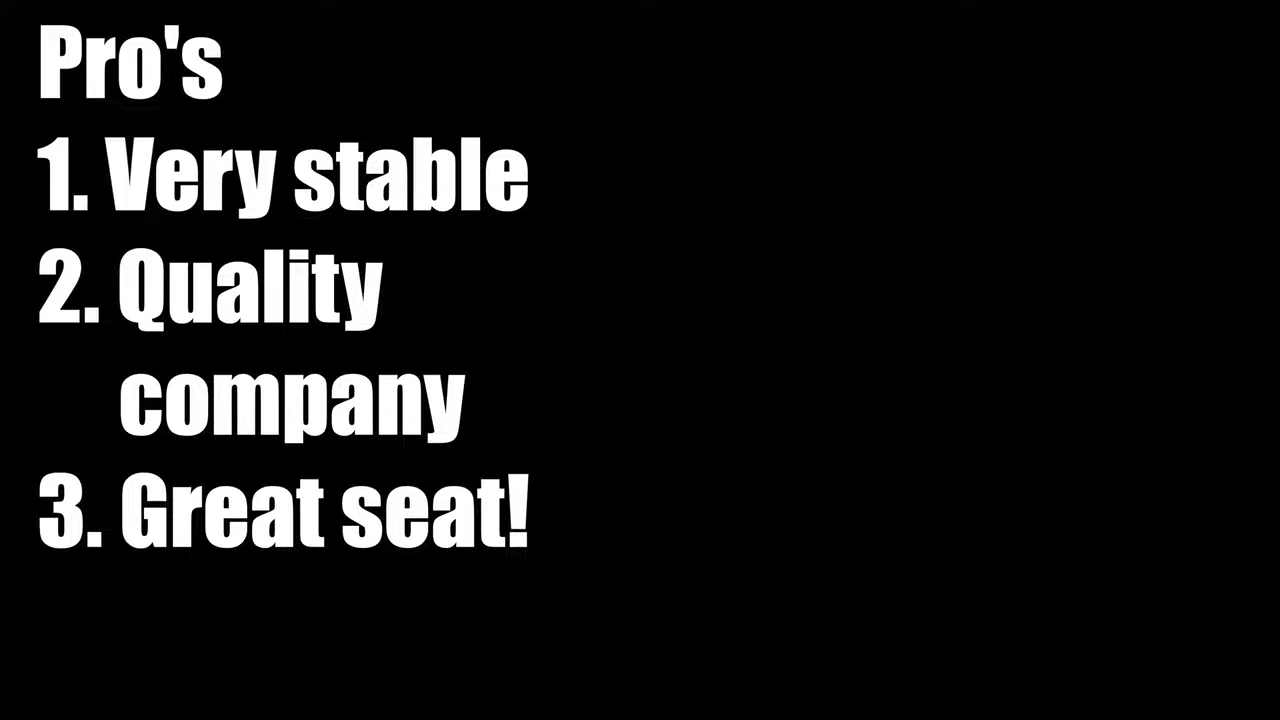 Pro's
1. Very stable
2. Quality
company
3. Great seat!